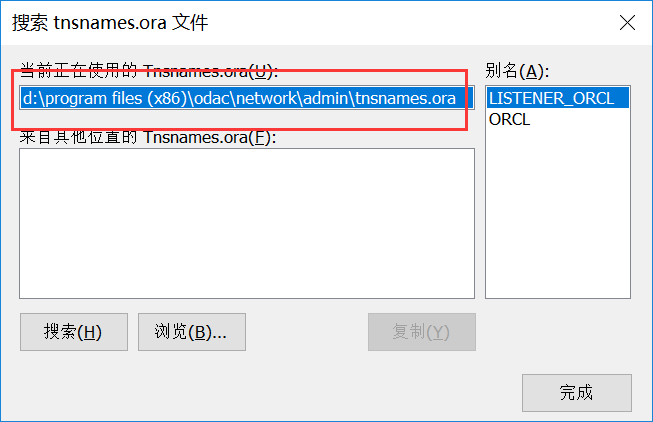 搜索 tnsnames.ora 文件
当前正在使用的 Tnsnames.ora(U):
d:\program files (x86)\odac\network\admin\tnsnames.ora
来自其他位置的 Tnsnames.ora(F):
别名(A):
LISTENER_ORCL
ORCL
搜索(H)
浏览(B)...
复制(Y)
完成